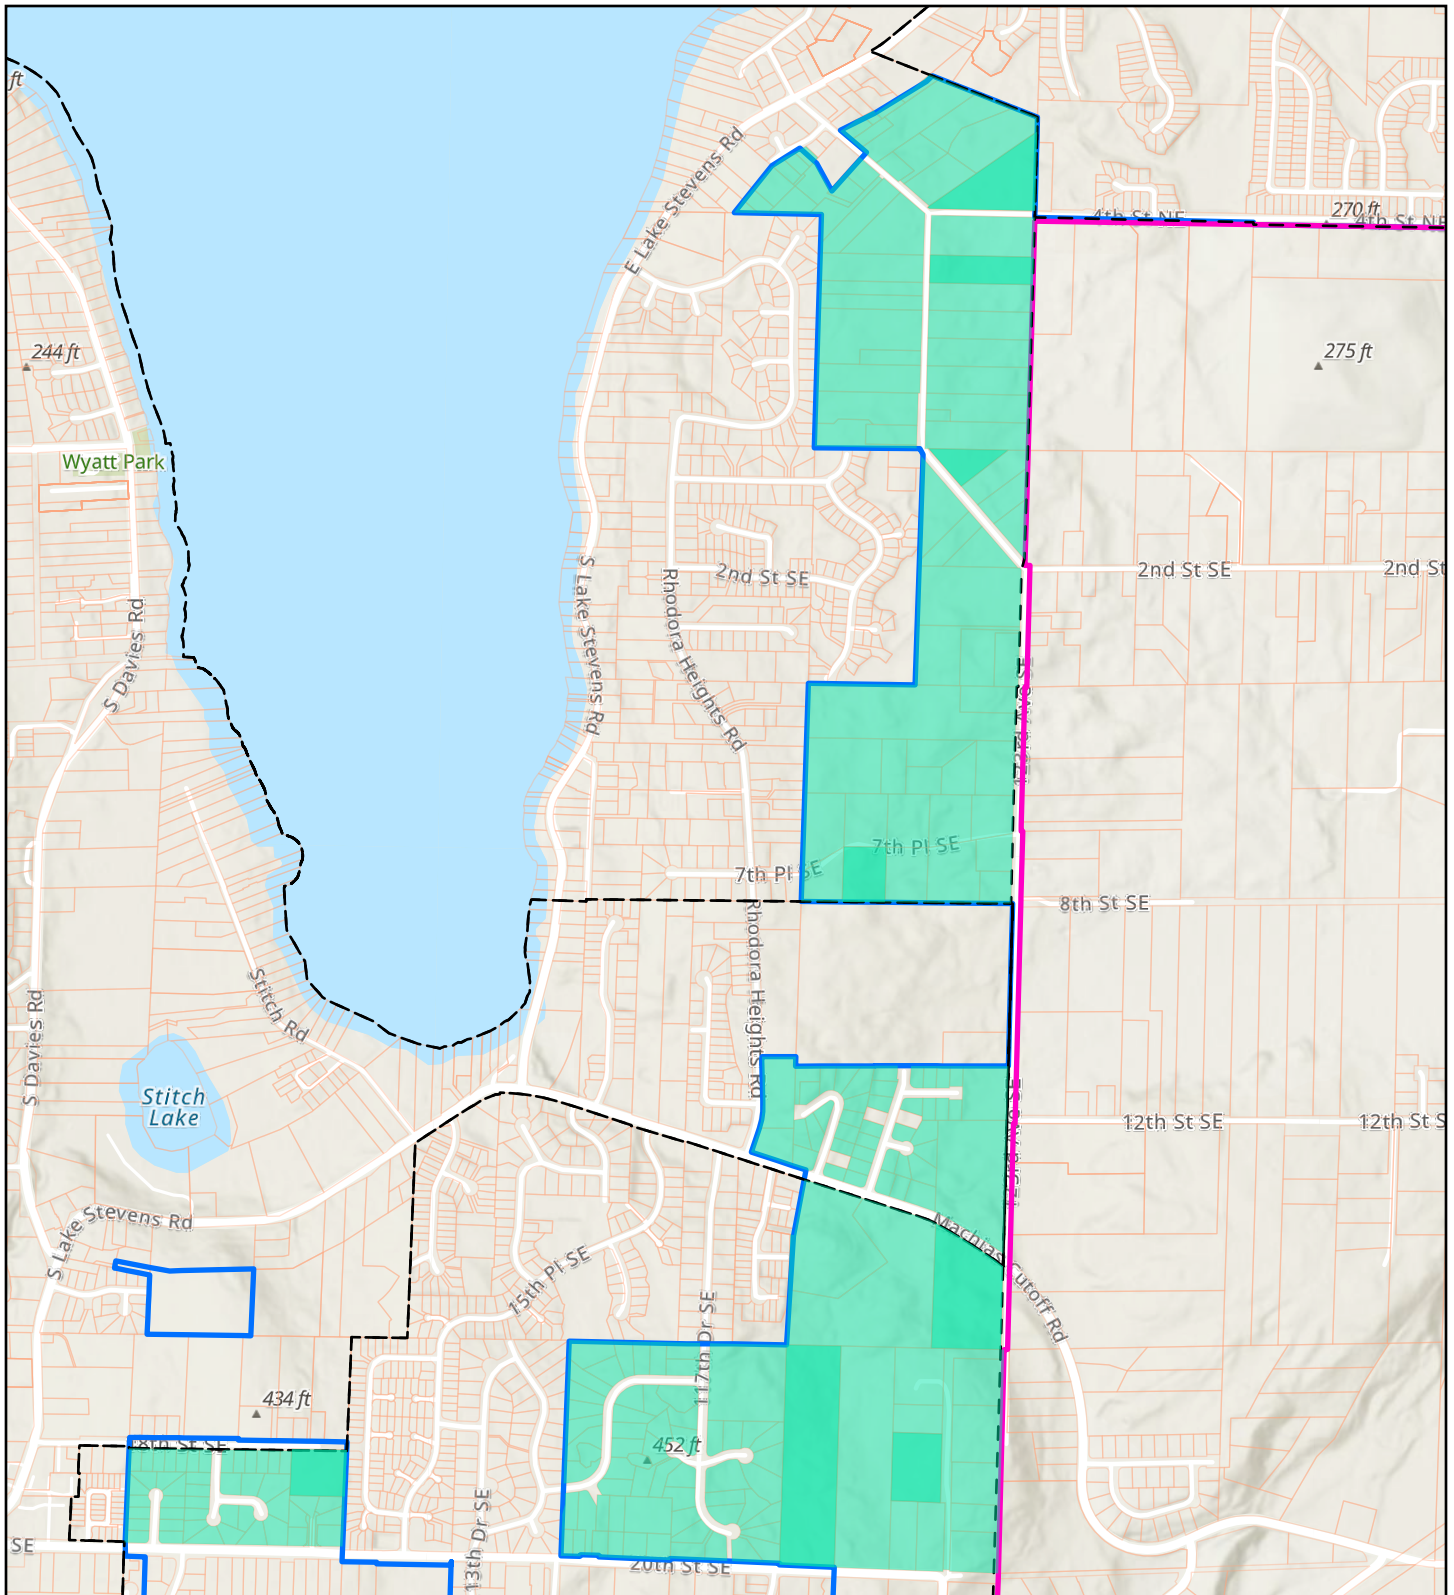 ft
E Lake Stevens Rd
4th St NE
270 ft
4th St NE
244 ft
275 ft
Wyatt Park
2nd St SE
2nd St SE
2nd St
S Lake Stevens Rd
Rhodora Heights Rd
S Davies Rd
7th Pl SE
7th Pl SE
8th St SE
Rhodora Heights Rd
Stitch Rd
S Davies Rd
Stitch
Lake
12th St SE
12th St S
S Lake Stevens Rd
Machias Cutoff Rd
15th Pl SE
117th Dr SE
434 ft
452 ft
8th St SE
13th Dr SE
SE
20th St SE